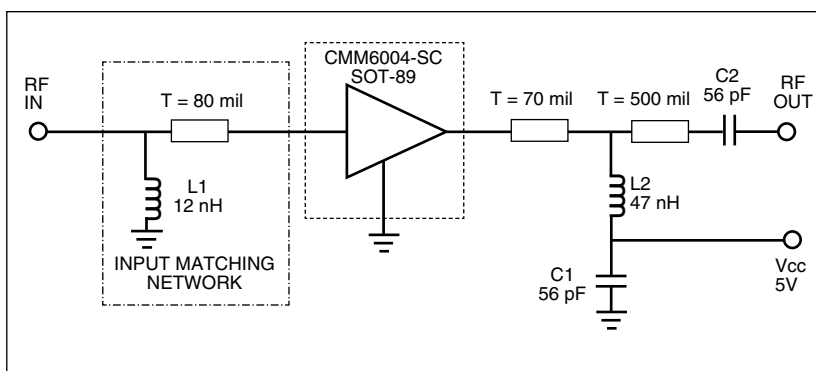 CMM6004-SC
SOT-89
RF
IN
T = 80 mil
T = 70 mil
T = 500 mil
C2
56 pF
RF
OUT
L1
12 nH
L2
47 nH
INPUT MATCHING
NETWORK
C1
56 pF
Vcc
5V